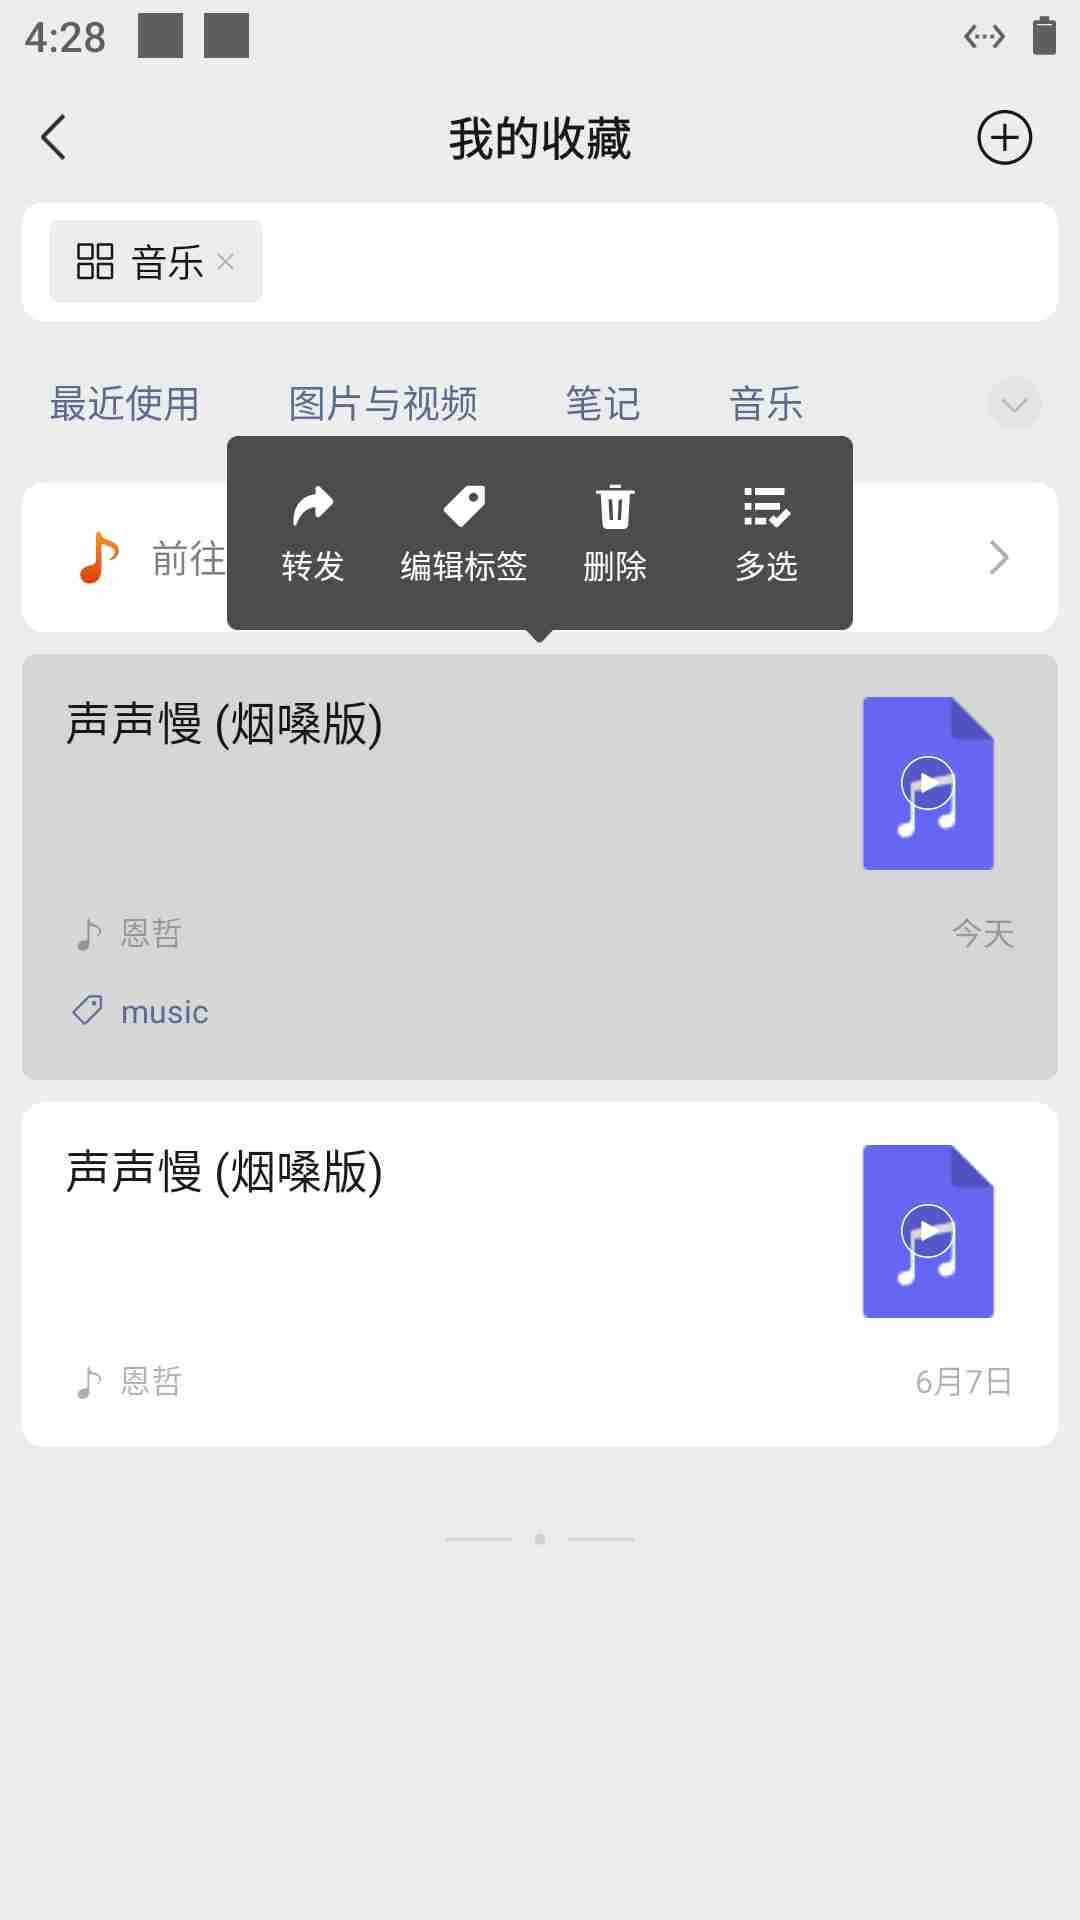 4:28
我的收藏
音乐
最近使用 图片与视频 笔记 音乐
转发 编辑标签 删除 多选
前往
声声慢 (烟嗓版)
恩哲 今天
music
声声慢 (烟嗓版)
恩哲 6月7日